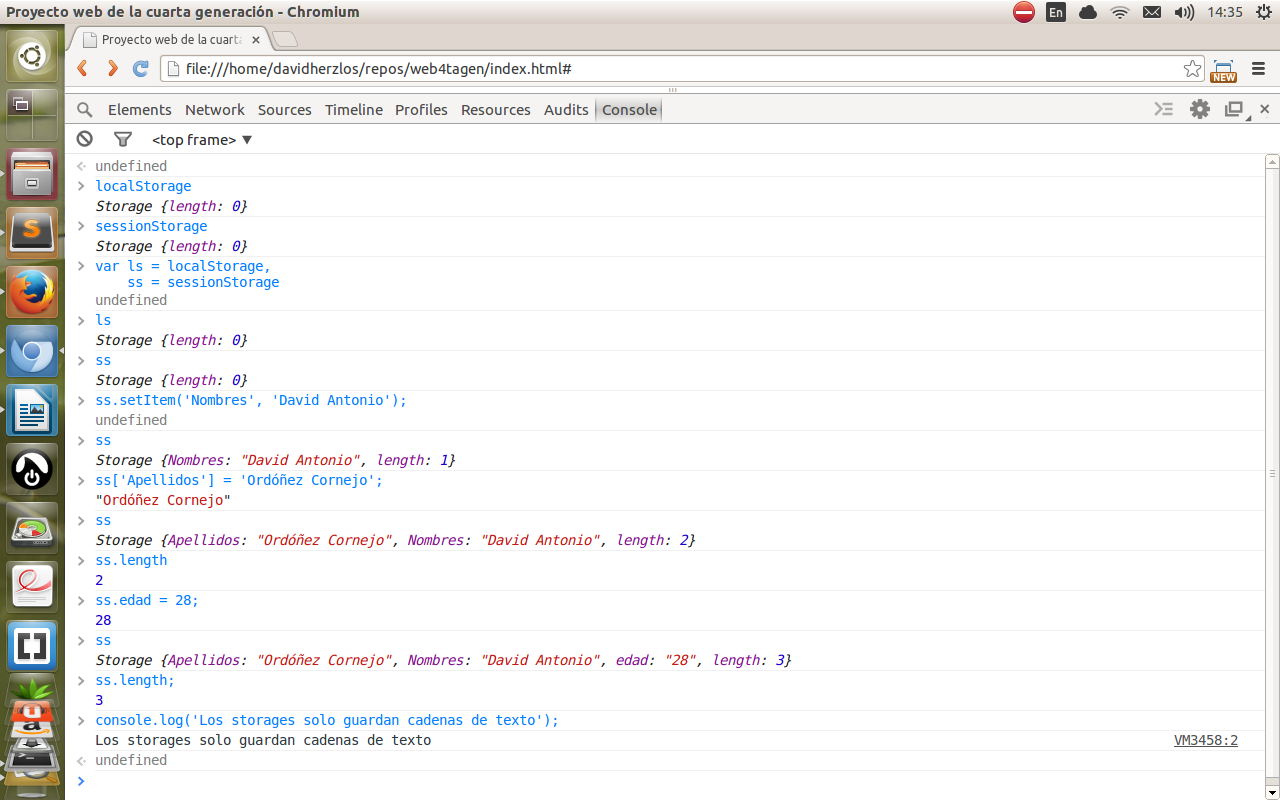 Proyecto web de la cuarta generación - Chromium
En
14:35
Proyecto web de la cuarta
file:///home/davidherzlos/repos/web4tagen/index.html#
NEW
Elements Network Sources Timeline Profiles Resources Audits Console
<top frame>
undefined
localStorage
Storage {length: 0}
sessionStorage
Storage {length: 0}
var ls = localStorage,
ss = sessionStorage
undefined
ls
Storage {length: 0}
ss
Storage {length: 0}
ss.setItem('Nombres', 'David Antonio');
undefined
ss
Storage {Nombres: "David Antonio", length: 1}
ss['Apellidos'] = 'Ordóñez Cornejo';
"Ordóñez Cornejo"
ss
Storage {Apellidos: "Ordóñez Cornejo", Nombres: "David Antonio", length: 2}
ss.length
2
ss.edad = 28;
28
ss
Storage {Apellidos: "Ordóñez Cornejo", Nombres: "David Antonio", edad: "28", length: 3}
ss.length;
3
console.log('Los storages solo guardan cadenas de texto');
Los storages solo guardan cadenas de texto VM3458:2
undefined